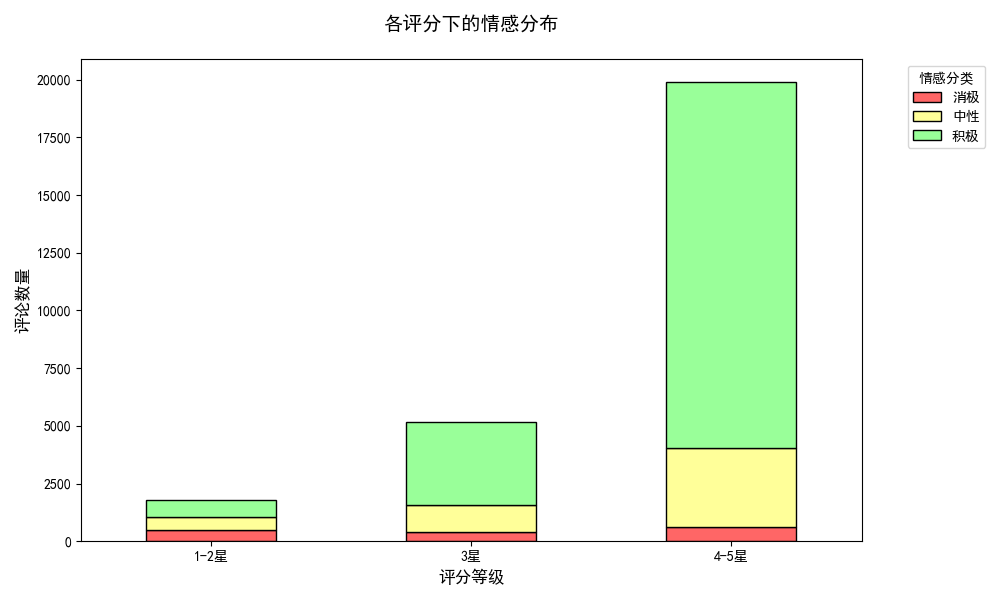 各评分下的情感分布
情感分类
消极
中性
积极
评论数量
20000
17500
15000
12500
10000
7500
5000
2500
0
1-2星
3星
4-5星
评分等级